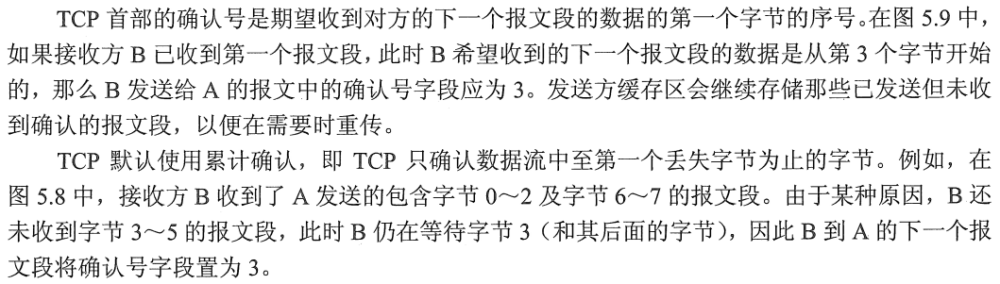 TCP 首部的确认号是期望收到对方的下一个报文段的数据的第一个字节的序号。在图 5.9 中，
如果接收方 B 已收到第一个报文段，此时 B 希望收到的下一个报文段的数据是从第 3 个字节开始
的，那么 B 发送给 A 的报文中的确认号字段应为 3。发送方缓存区会继续存储那些已发送但未收
到确认的报文段，以便在需要时重传。
TCP 默认使用累计确认，即 TCP 只确认数据流中至第一个丢失字节为止的字节。例如，在
图 5.8 中，接收方 B 收到了 A 发送的包含字节 0～2 及字节 6～7 的报文段。由于某种原因，B 还
未收到字节 3～5 的报文段，此时 B 仍在等待字节 3（和其后面的字节），因此 B 到 A 的下一个报
文段将确认号字段置为 3。